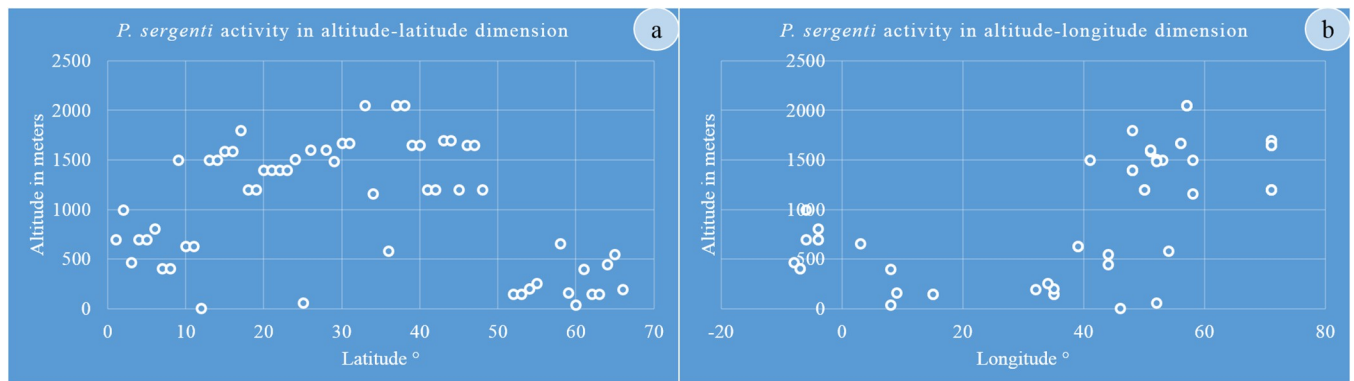 P. sergenti activity in altitude-latitude dimension
a
2500
2000
1500
1000
500
0
0 10 20 30 40 50 60 70
Altitude in meters
Latitude °
P. sergenti activity in altitude-longitude dimension
b
2500
2000
1500
1000
500
0
-20 0 20 40 60 80
Altitude in meters
Longitude °